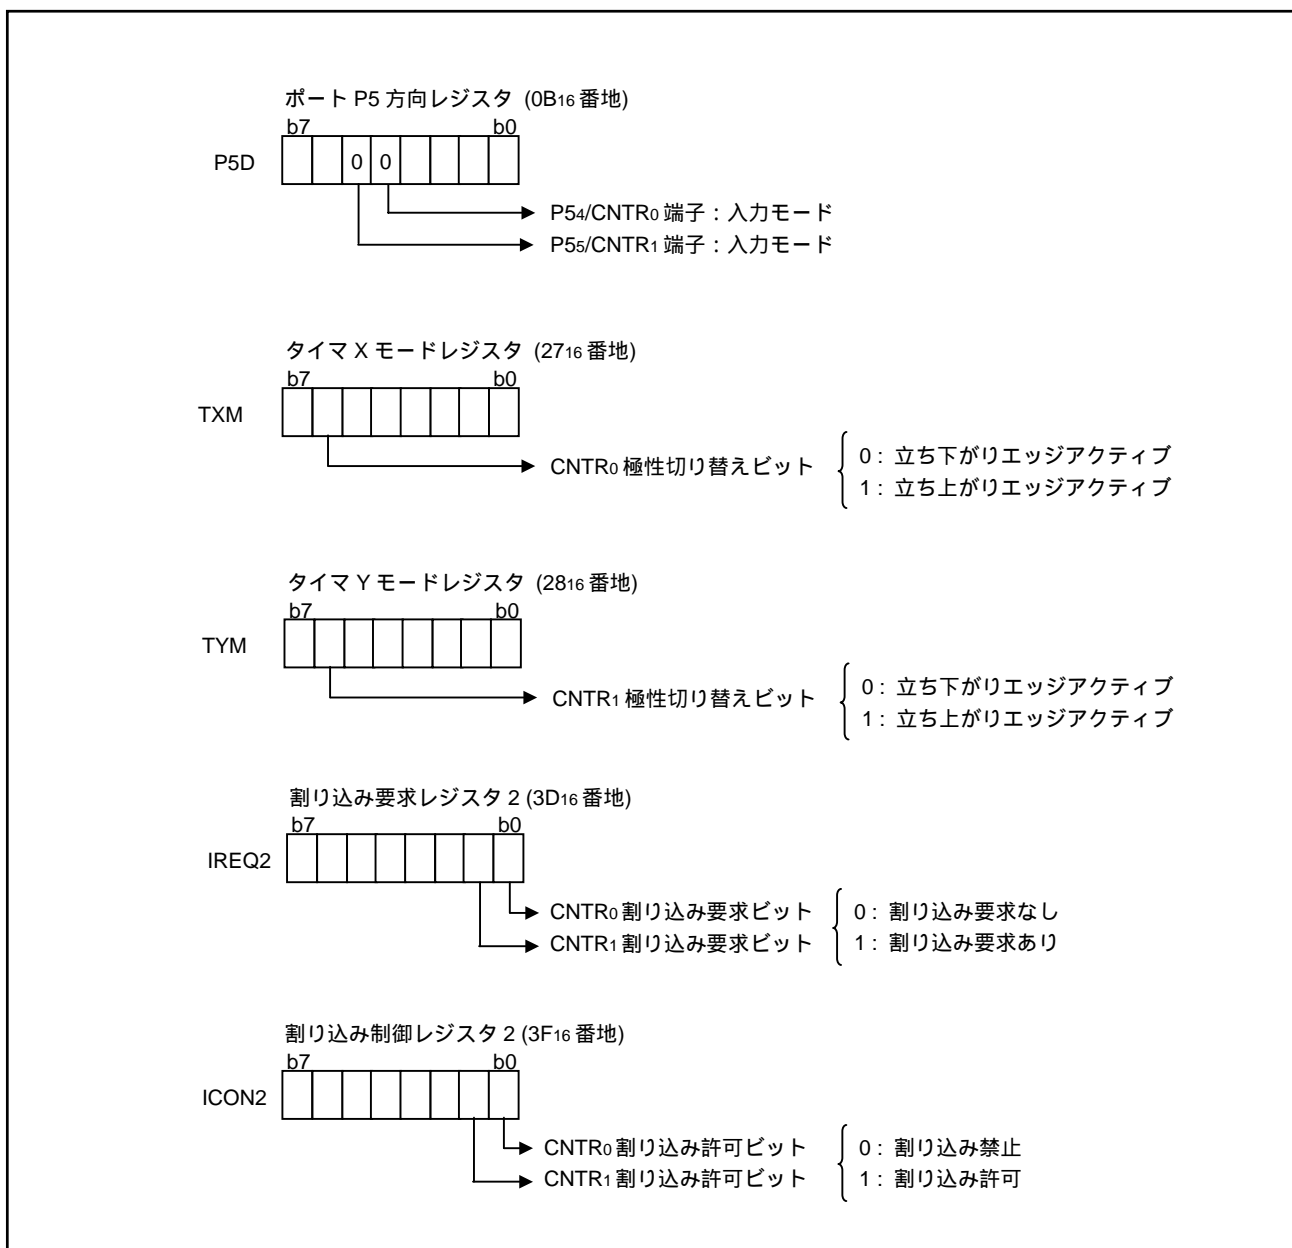 ポート P5 方向レジスタ (0B16 番地)
b7 b0
P5D 0 0
P54/CNTR0 端子：入力モード
P55/CNTR1 端子：入力モード
タイマ X モードレジスタ (2716 番地)
b7 b0
TXM
CNTR0 極性切り替えビット
0 : 立ち下がりエッジアクティブ
1 : 立ち上がりエッジアクティブ
タイマ Y モードレジスタ (2816 番地)
b7 b0
TYM
CNTR1 極性切り替えビット
0 : 立ち下がりエッジアクティブ
1 : 立ち上がりエッジアクティブ
割り込み要求レジスタ 2 (3D16 番地)
b7 b0
IREQ2
CNTR0 割り込み要求ビット 0 : 割り込み要求なし
CNTR1 割り込み要求ビット 1 : 割り込み要求あり
割り込み制御レジスタ 2 (3F16 番地)
b7 b0
ICON2
CNTR0 割り込み許可ビット 0 : 割り込み禁止
CNTR1 割り込み許可ビット 1 : 割り込み許可